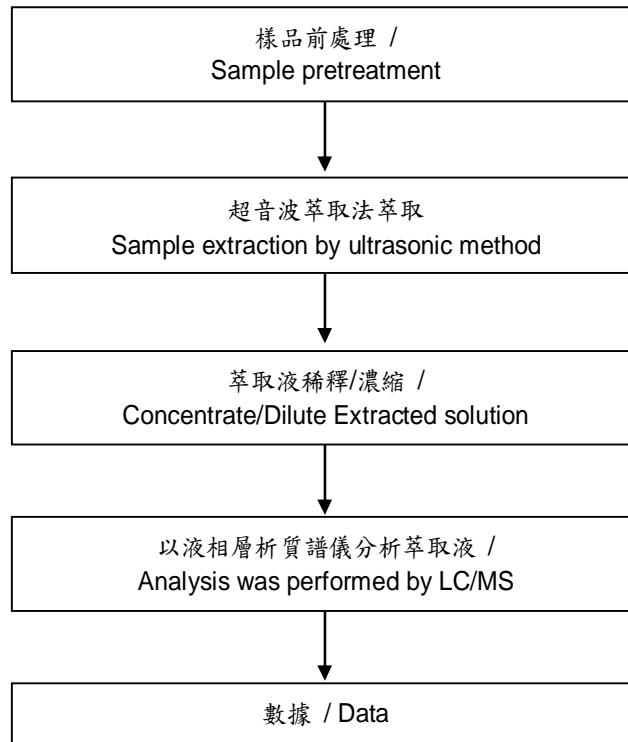 樣品前處理 /
Sample pretreatment
超音波萃取法萃取
Sample extraction by ultrasonic method
萃取液稀釋/濃縮 /
Concentrate/Dilute Extracted solution
以液相層析質譜儀分析萃取液 /
Analysis was performed by LC/MS
數據 / Data